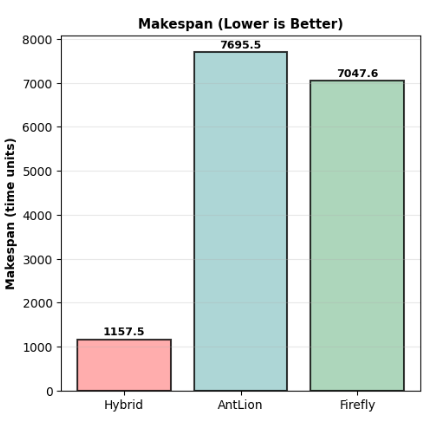 Makespan (Lower is Better)
Makespan (time units)
8000
7000
6000
5000
4000
3000
2000
1000
0
1157.5
7695.5
7047.6
Hybrid
AntLion
Firefly